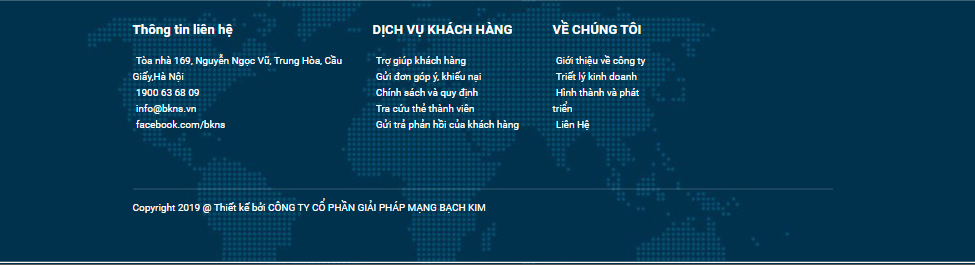 Thông tin liên hệ
Tòa nhà 169, Nguyễn Ngọc Vũ, Trung Hòa, Cầu
Giấy,Hà Nội
1900 63 68 09
info@bkns.vn
facebook.com/bkns
DỊCH VỤ KHÁCH HÀNG
Trợ giúp khách hàng
Gửi đơn góp ý, khiếu nại
Chính sách và quy định
Tra cứu thẻ thành viên
Gửi trả phản hồi của khách hàng
VỀ CHÚNG TÔI
Giới thiệu về công ty
Triết lý kinh doanh
Hình thành và phát
triển
Liên Hệ
Copyright 2019 @ Thiết kế bởi CÔNG TY CỔ PHẦN GIẢI PHÁP MẠNG BẠCH KIM